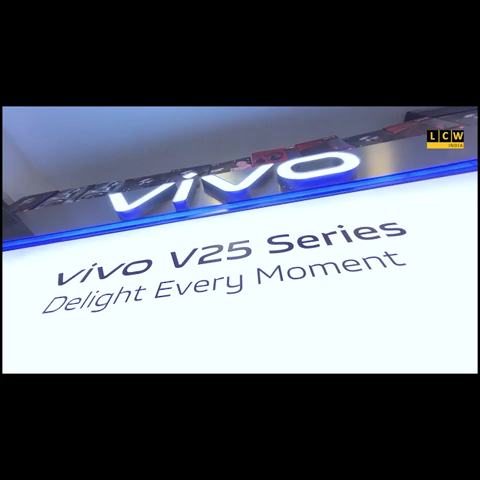 LCW
INDIA
vivo
vivo V25 Series
Delight Every Moment